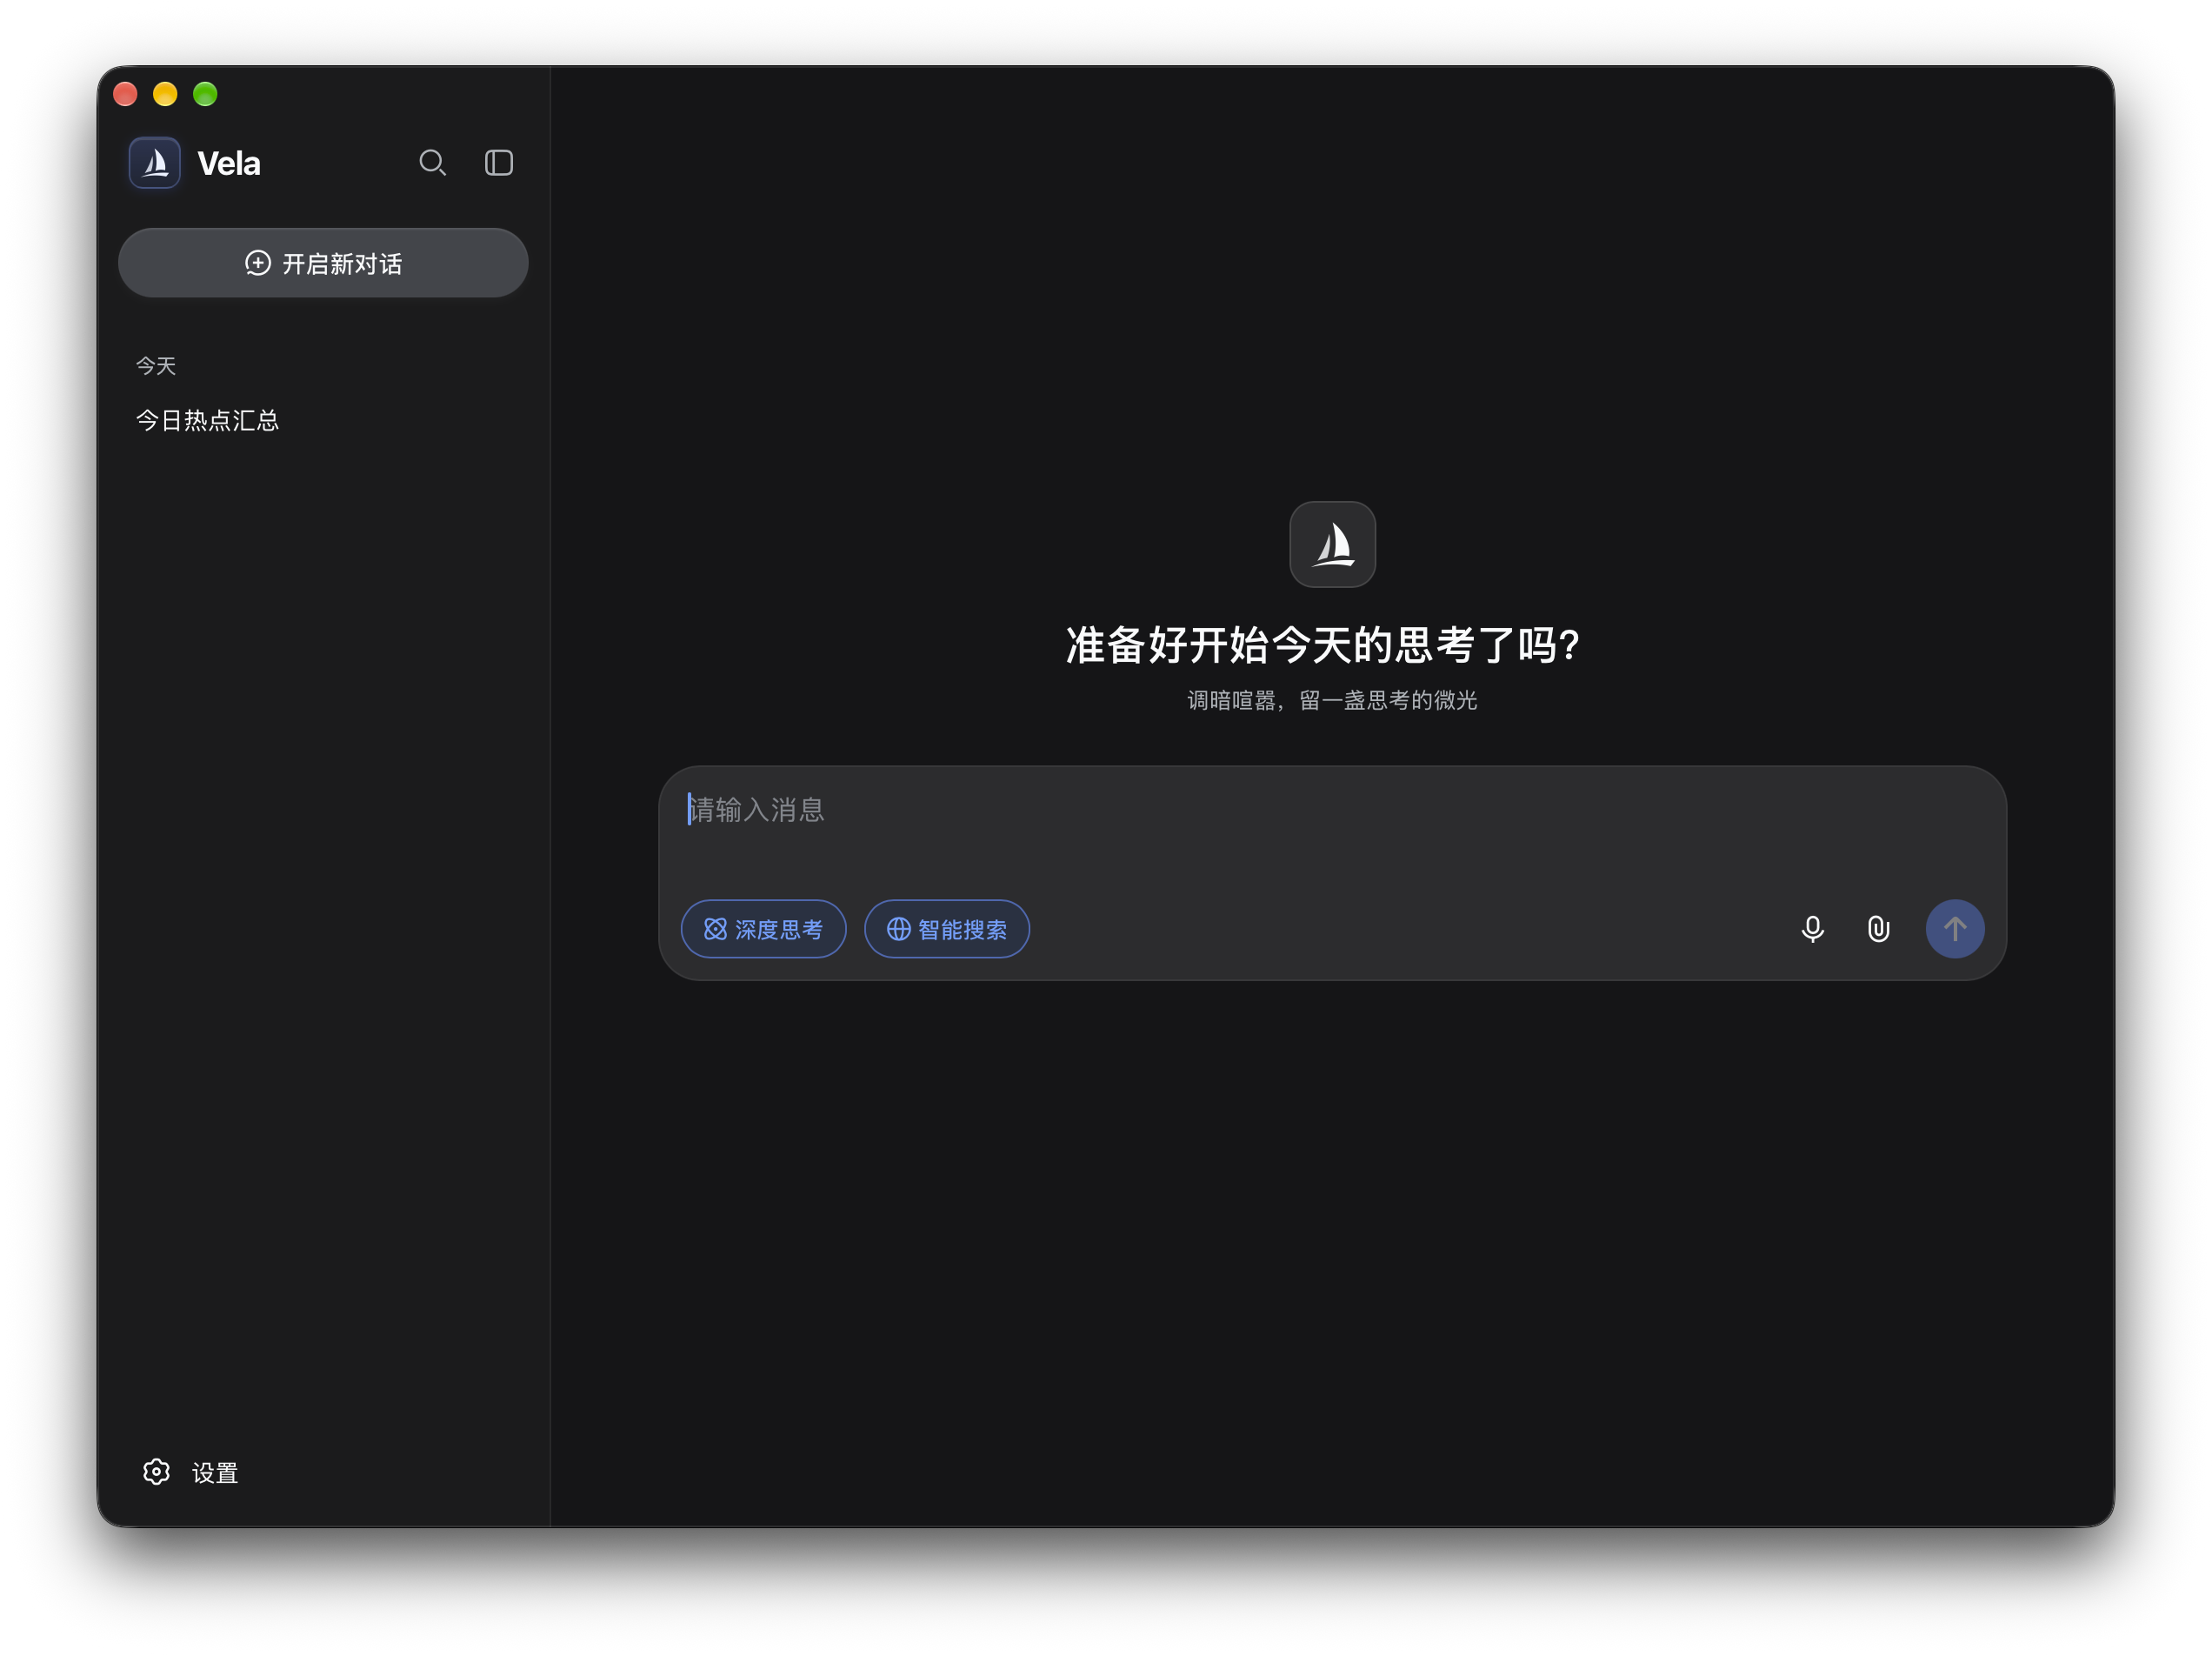 Vela
开启新对话
今天
今日热点汇总
准备好开始今天的思考了吗?
调暗喧嚣，留一盏思考的微光
请输入消息
深度思考
智能搜索
设置